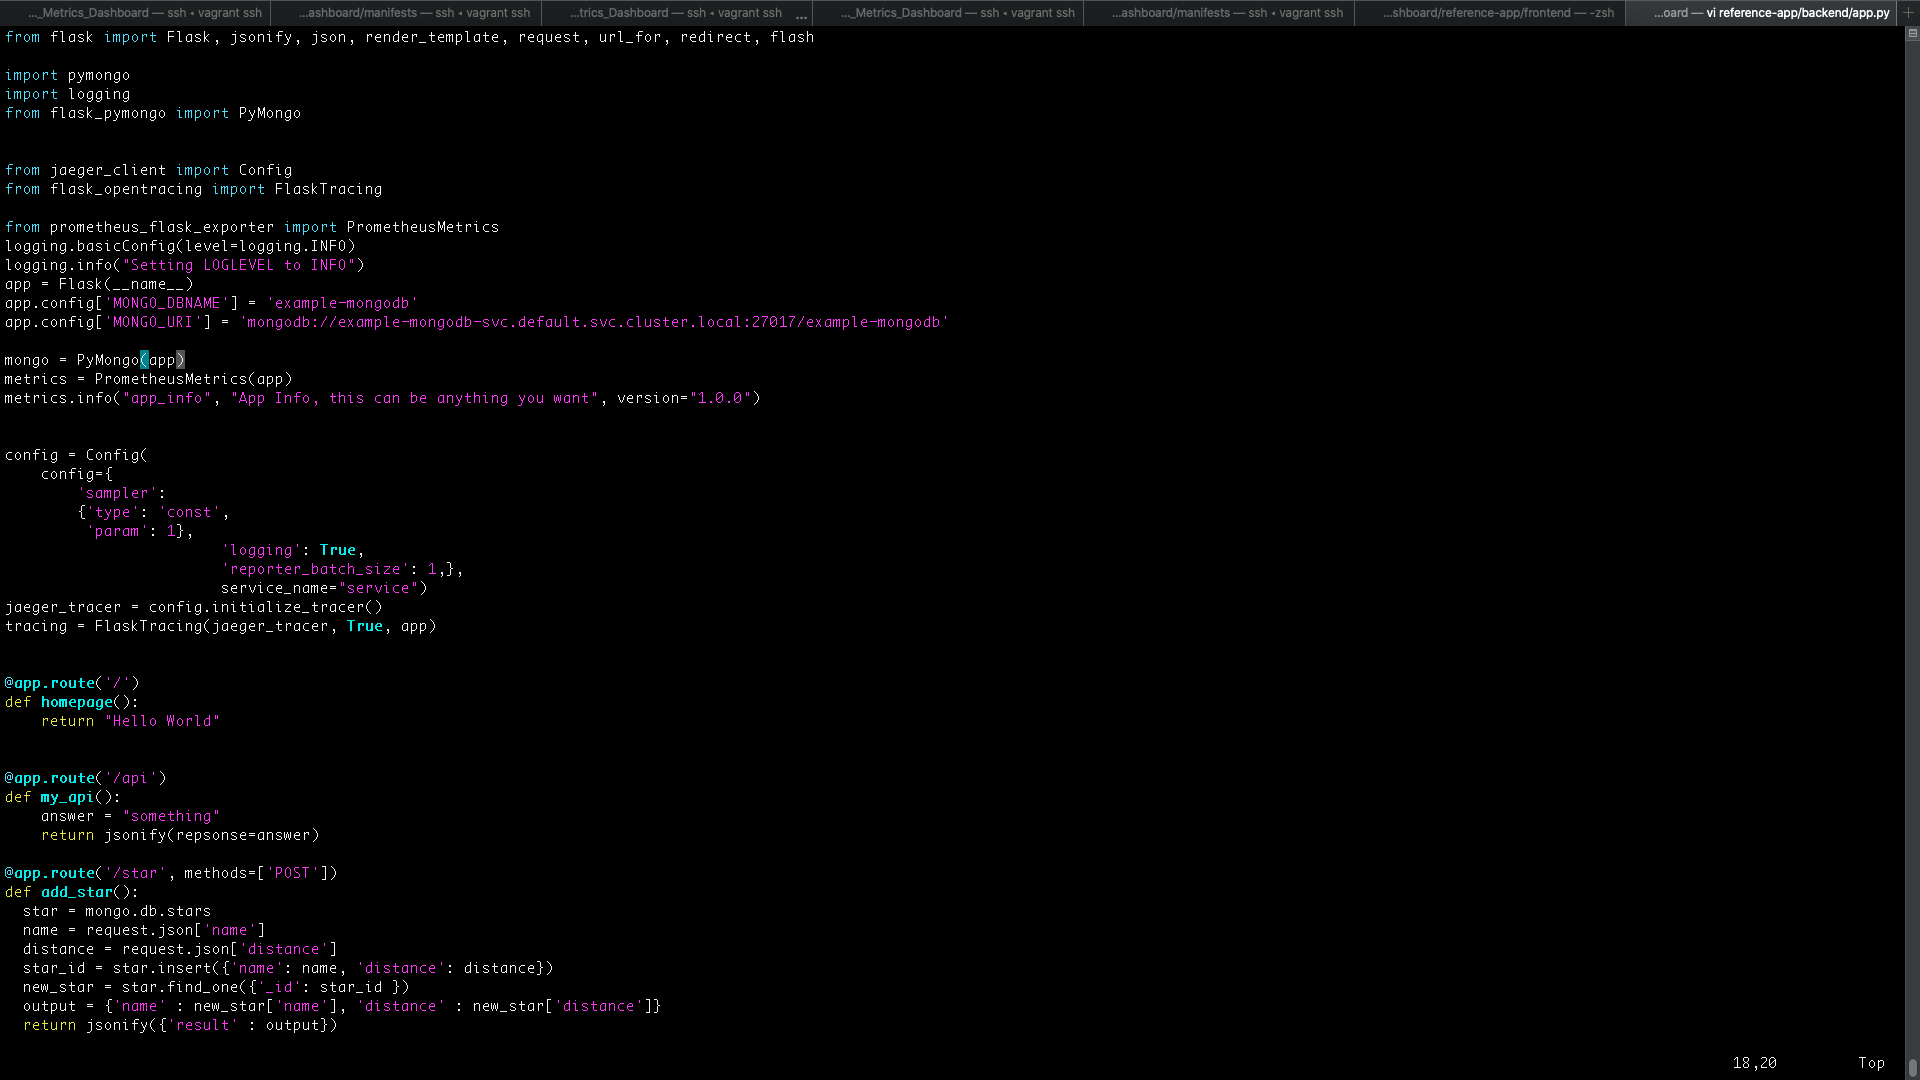 ..._Metrics_Dashboard — ssh ◂ vagrant ssh
...ashboard/manifests — ssh ◂ vagrant ssh
...trics_Dashboard — ssh ◂ vagrant ssh ...
..._Metrics_Dashboard — ssh ◂ vagrant ssh
...ashboard/manifests — ssh ◂ vagrant ssh
...shboard/reference-app/frontend — -zsh
...oard — vi reference-app/backend/app.py
from flask import Flask, jsonify, json, render_template, request, url_for, redirect, flash
import pymongo
import logging
from flask_pymongo import PyMongo
from jaeger_client import Config
from flask_opentracing import FlaskTracing
from prometheus_flask_exporter import PrometheusMetrics
logging.basicConfig(level=logging.INFO)
logging.info("Setting LOGLEVEL to INFO")
app = Flask(__name__)
app.config['MONGO_DBNAME'] = 'example-mongodb'
app.config['MONGO_URI'] = 'mongodb://example-mongodb-svc.default.svc.cluster.local:27017/example-mongodb'
mongo = PyMongo(app)
metrics = PrometheusMetrics(app)
metrics.info("app_info", "App Info, this can be anything you want", version="1.0.0")
config = Config(
    config={
        'sampler':
        {'type': 'const',
         'param': 1},
                        'logging': True,
                        'reporter_batch_size': 1,},
                        service_name="service")
jaeger_tracer = config.initialize_tracer()
tracing = FlaskTracing(jaeger_tracer, True, app)
@app.route('/')
def homepage():
    return "Hello World"
@app.route('/api')
def my_api():
    answer = "something"
    return jsonify(repsonse=answer)
@app.route('/star', methods=['POST'])
def add_star():
  star = mongo.db.stars
  name = request.json['name']
  distance = request.json['distance']
  star_id = star.insert({'name': name, 'distance': distance})
  new_star = star.find_one({'_id': star_id })
  output = {'name' : new_star['name'], 'distance' : new_star['distance']}
  return jsonify({'result' : output})
18,20 Top